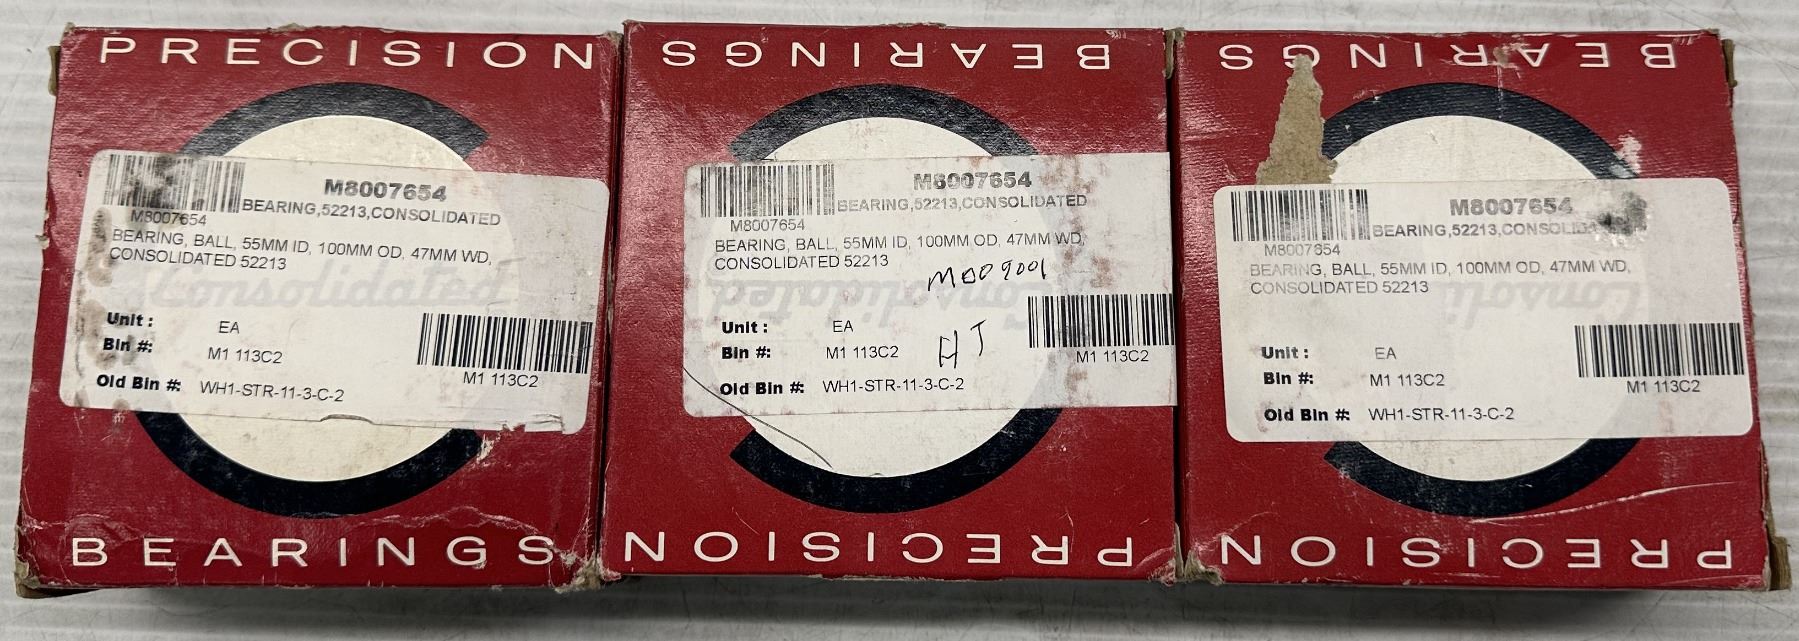 PRECISION
M8007654
BEARING,52213,CONSOLIDATED
M8007654
BEARING, BALL, 55MM ID, 100MM OD, 47MM WD,
CONSOLIDATED 52213
Consolidated
Unit : EA
Bin #: M1 113C2
M1 113C2
Old Bin #: WH1-STR-11-3-C-2
BEARINGS
BEARINGS
M8007654
BEARING,52213,CONSOLIDATED
M8007654
BEARING, BALL, 55MM ID, 100MM OD, 47MM WD,
CONSOLIDATED 52213
Consolidated
M009001
Unit : EA
HJ
Bin #: M1 113C2
M1 113C2
Old Bin #: WH1-STR-11-3-C-2
PRECISION
BEARINGS
M8007654
BEARING,52213,CONSOLIDATED
M8007654
BEARING, BALL, 55MM ID, 100MM OD, 47MM WD,
CONSOLIDATED 52213
Unit : EA
Bin #: M1 113C2
M1 113C2
Old Bin #: WH1-STR-11-3-C-2
PRECISION